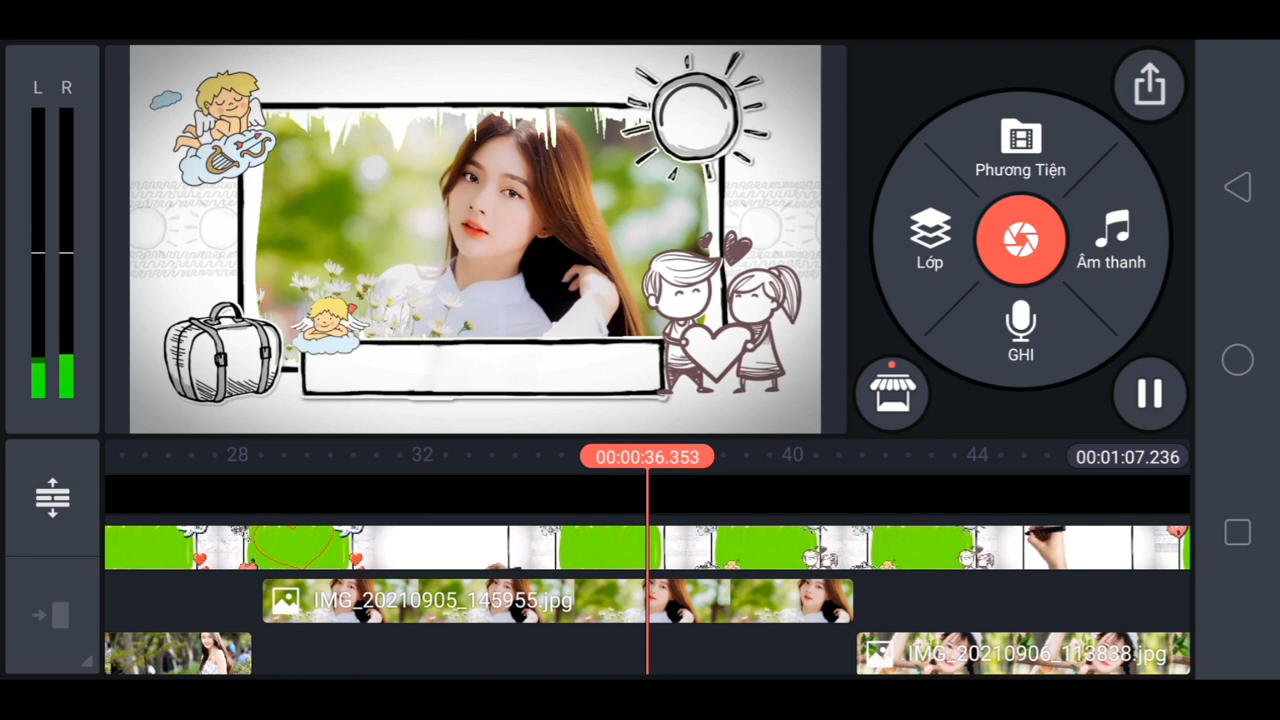 L R
Phương Tiện
Lớp
Âm thanh
GHI
28 32 00:00:36.353 40 44 00:01:07.236
IMG_20210905_145955.jpg
IMG_20210906_113838.jpg